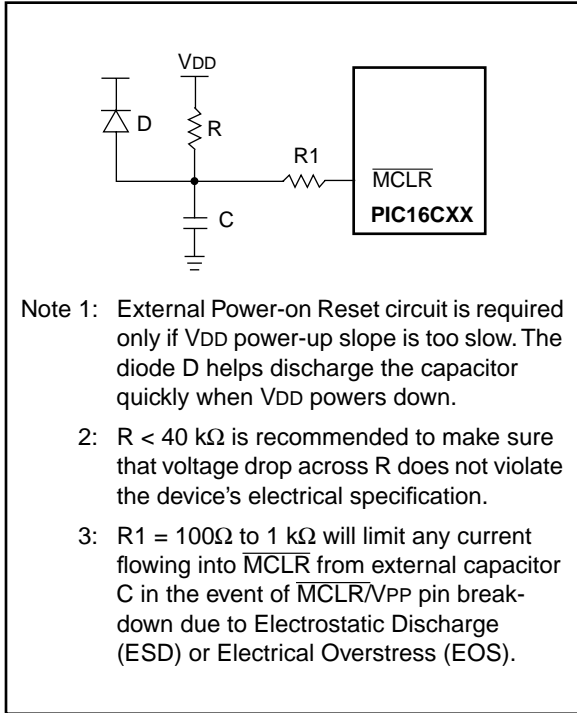 VDD
D
R
R1
MCLR
C
PIC16CXX
Note 1: External Power-on Reset circuit is required
only if VDD power-up slope is too slow. The
diode D helps discharge the capacitor
quickly when VDD powers down.
2: R < 40 kΩ is recommended to make sure
that voltage drop across R does not violate
the device's electrical specification.
3: R1 = 100Ω to 1 kΩ will limit any current
flowing into MCLR from external capacitor
C in the event of MCLR/VPP pin break-
down due to Electrostatic Discharge
(ESD) or Electrical Overstress (EOS).